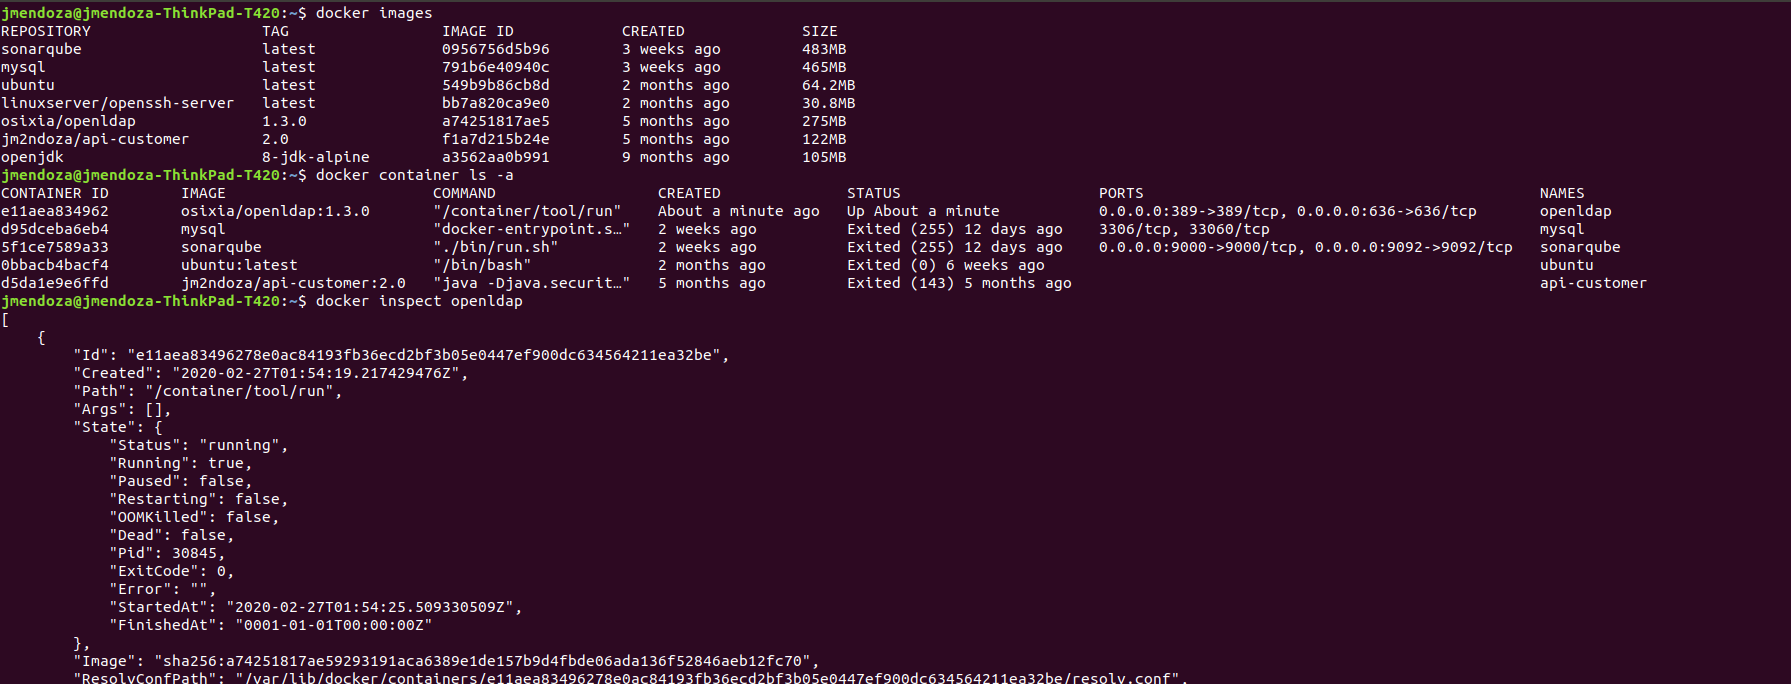 jmendoza@jmendoza-ThinkPad-T420:~$ docker images
REPOSITORY                   TAG                 IMAGE ID            CREATED             SIZE
sonarqube                    latest              0956756d5b96        3 weeks ago         483MB
mysql                        latest              791b6e40940c        3 weeks ago         465MB
ubuntu                       latest              549b9b86cb8d        2 months ago        64.2MB
linuxserver/openssh-server   latest              bb7a820ca9e0        2 months ago        30.8MB
osixia/openldap              1.3.0               a74251817ae5        5 months ago        275MB
jm2ndoza/api-customer        2.0                 f1a7d215b24e        5 months ago        122MB
openjdk                      8-jdk-alpine        a3562aa0b991        9 months ago        105MB
jmendoza@jmendoza-ThinkPad-T420:~$ docker container ls -a
CONTAINER ID        IMAGE                       COMMAND                  CREATED              STATUS                      PORTS                                            NAMES
e11aea834962        osixia/openldap:1.3.0       "/container/tool/run"    About a minute ago   Up About a minute           0.0.0.0:389->389/tcp, 0.0.0.0:636->636/tcp       openldap
d95dceba6eb4        mysql                       "docker-entrypoint.s…"   2 weeks ago          Exited (255) 12 days ago    3306/tcp, 33060/tcp                              mysql
5f1ce7589a33        sonarqube                   "./bin/run.sh"           2 weeks ago          Exited (255) 12 days ago    0.0.0.0:9000->9000/tcp, 0.0.0.0:9092->9092/tcp   sonarqube
0bbacb4bacf4        ubuntu:latest               "/bin/bash"              2 months ago         Exited (0) 6 weeks ago                                                       ubuntu
d5da1e9e6ffd        jm2ndoza/api-customer:2.0   "java -Djava.securit…"   5 months ago         Exited (143) 5 months ago                                                    api-customer
jmendoza@jmendoza-ThinkPad-T420:~$ docker inspect openldap
[
    {
        "Id": "e11aea83496278e0ac84193fb36ecd2bf3b05e0447ef900dc634564211ea32be",
        "Created": "2020-02-27T01:54:19.217429476Z",
        "Path": "/container/tool/run",
        "Args": [],
        "State": {
            "Status": "running",
            "Running": true,
            "Paused": false,
            "Restarting": false,
            "OOMKilled": false,
            "Dead": false,
            "Pid": 30845,
            "ExitCode": 0,
            "Error": "",
            "StartedAt": "2020-02-27T01:54:25.509330509Z",
            "FinishedAt": "0001-01-01T00:00:00Z"
        },
        "Image": "sha256:a74251817ae59293191aca6389e1de157b9d4fbde06ada136f52846aeb12fc70",
        "ResolvConfPath": "/var/lib/docker/containers/e11aea83496278e0ac84193fb36ecd2bf3b05e0447ef900dc634564211ea32be/resolv.conf",